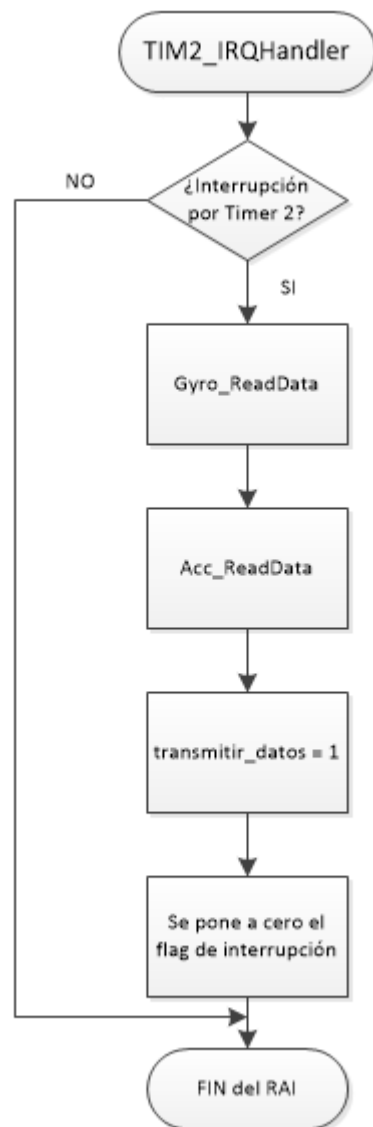 TIM2_IRQHandler
NO
¿Interrupción
por Timer 2?
SI
Gyro_ReadData
Acc_ReadData
transmitir_datos = 1
Se pone a cero el
flag de interrupción
FIN del RAI